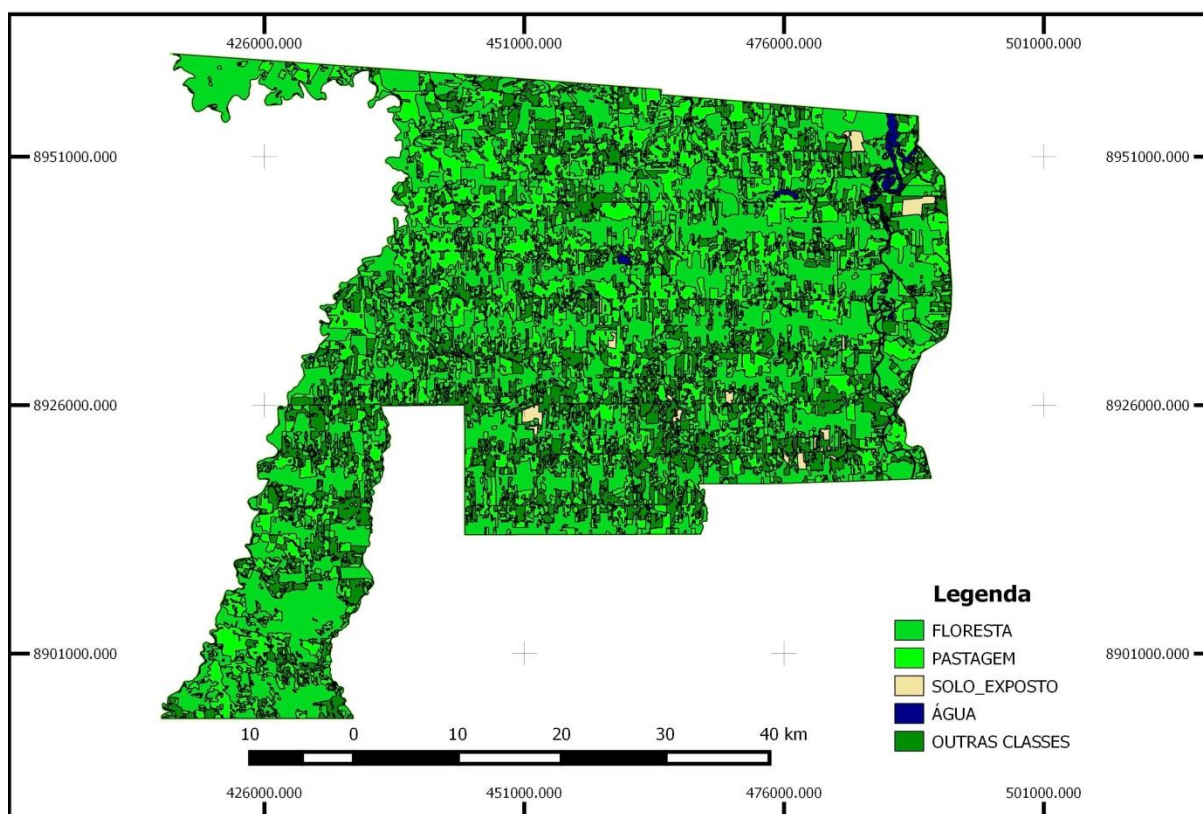 426000.000 451000.000 476000.000 501000.000
8951000.000 8951000.000
8926000.000 8926000.000
Legenda
FLORESTA
8901000.000 8901000.000
PASTAGEM
SOLO_EXPOSTO
ÁGUA
OUTRAS CLASSES
10 0 10 20 30 40 km
426000.000 451000.000 476000.000 501000.000